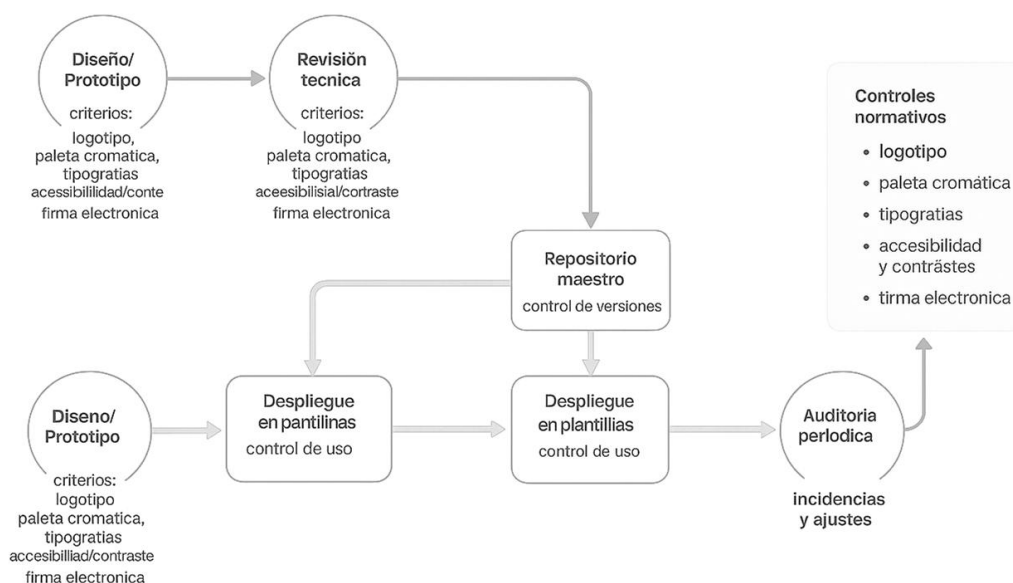 Diseño/
Prototipo
criterios:
logotipo,
paleta cromatica,
tipogratias
acessibililidad/conte
firma electronica
Revisiön
tecnica
criterios:
logotipo
paleta cromatica,
tipogratias
aceesibilisial/cortraste
firma electronica
Controles
normativos
• logotipo
• paleta cromática
• tipogratias
• accesibilidad
y conträstes
• tirma electronica
Repositorio
maestro
control de versiones
Diseno/
Prototipo
criterios:
logotipo
paleta cromatica,
tipogratias
accesibilliad/contraste
firma electronica
Despliegue
en pantilinas
control de uso
Despliegue
en plantillias
control de uso
Auditoria
perlodica
incidencias
y ajustes